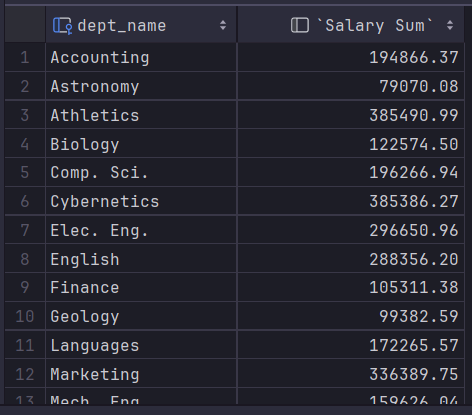 dept_name `Salary Sum`
1 Accounting 194866.37
2 Astronomy 79070.08
3 Athletics 385490.99
4 Biology 122574.50
5 Comp. Sci. 196266.94
6 Cybernetics 385386.27
7 Elec. Eng. 296650.96
8 English 288356.20
9 Finance 105311.38
10 Geology 99382.59
11 Languages 172265.57
12 Marketing 336389.75
13 Mech. Eng. 159626.04